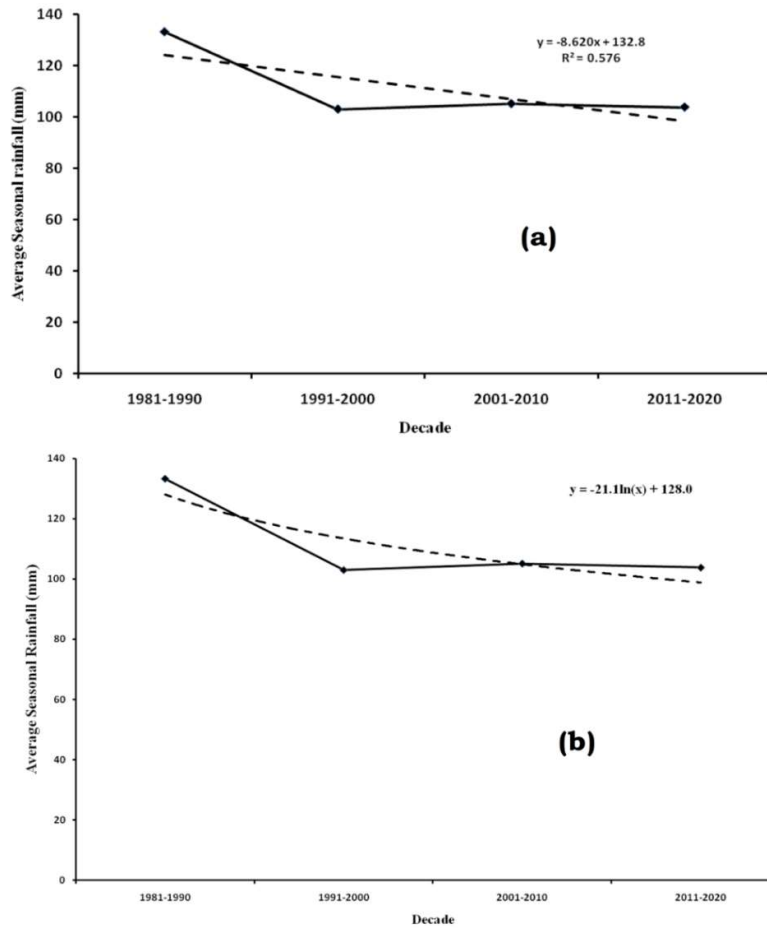 140
120
100
80
60
40
20
0
Average Seasonal rainfall (mm)
y = -8.620x + 132.8
R² = 0.576
(a)
1981-1990 1991-2000 2001-2010 2011-2020
Decade
140
120
100
80
60
40
20
0
Average Seasonal Rainfall (mm)
y = -21.1ln(x) + 128.0
(b)
1981-1990 1991-2000 2001-2010 2011-2020
Decade